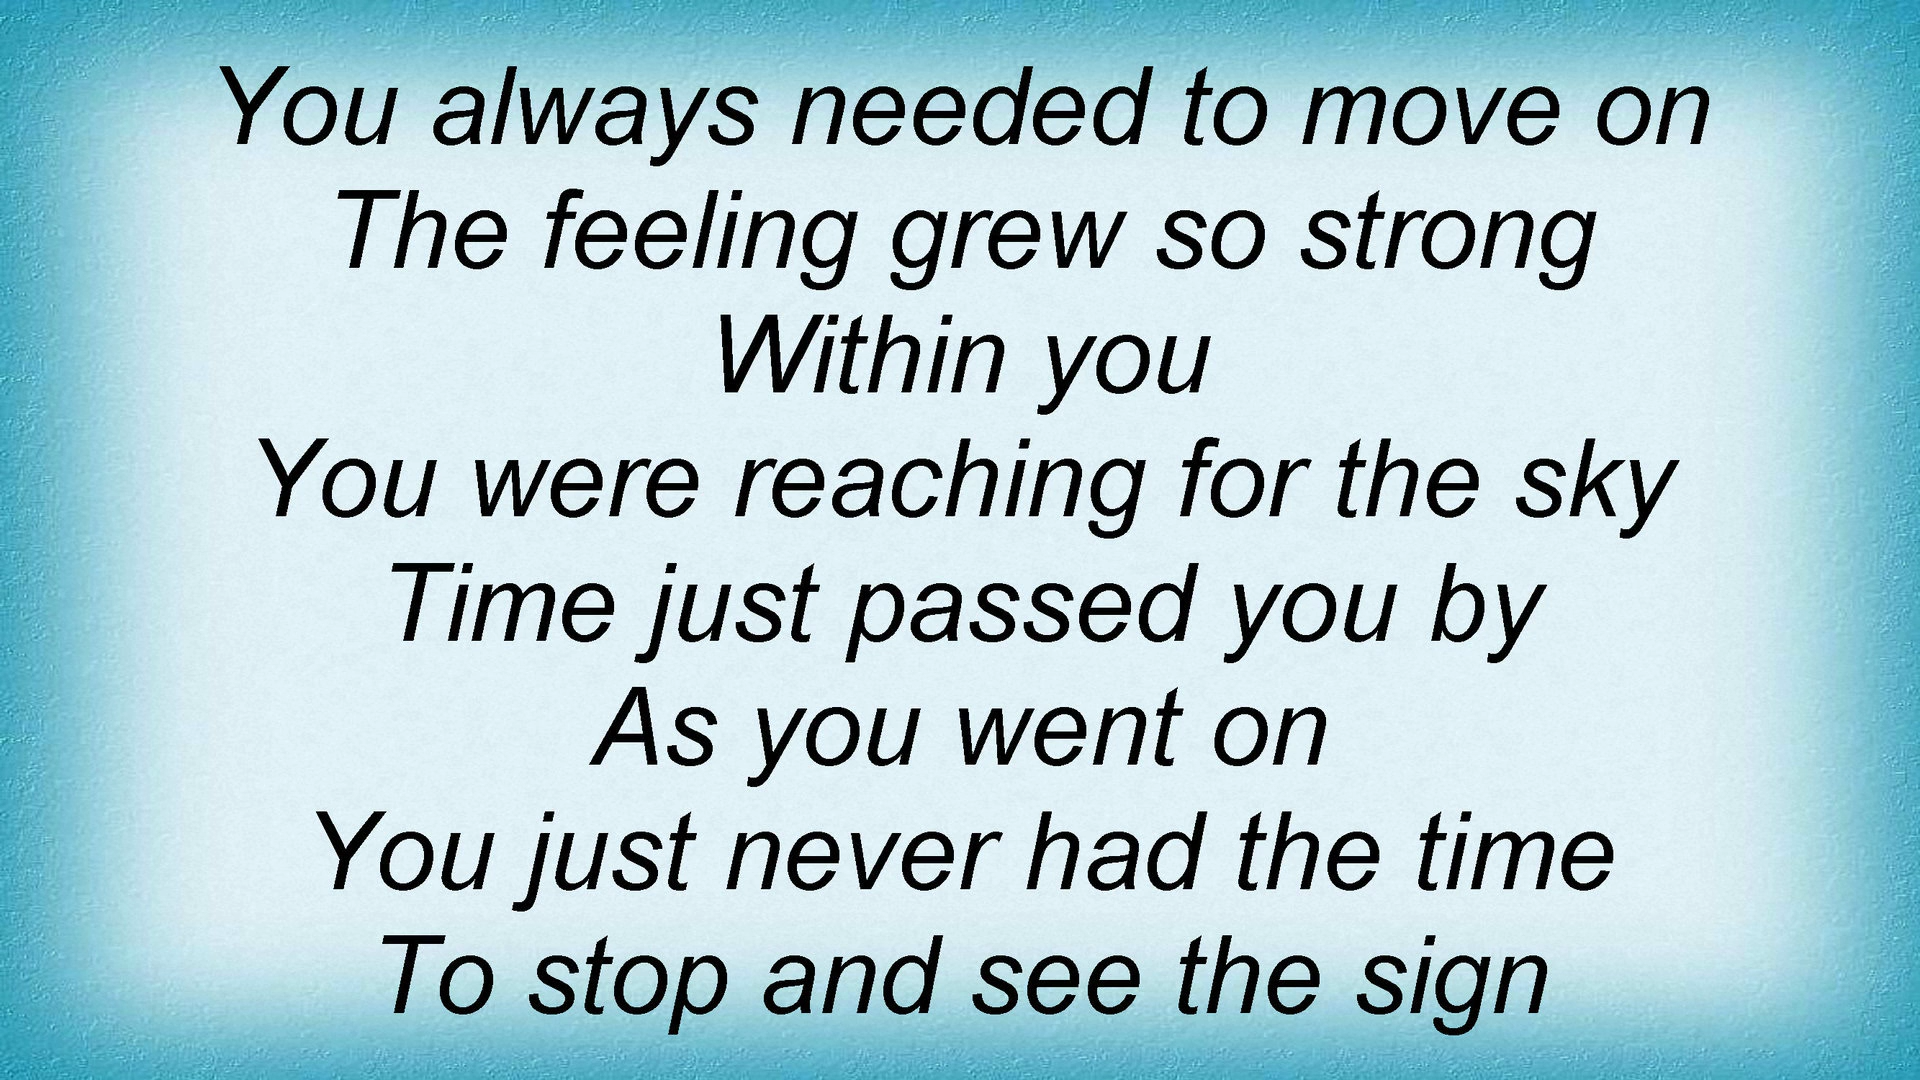 You always needed to move on
The feeling grew so strong
Within you
You were reaching for the sky
Time just passed you by
As you went on
You just never had the time
To stop and see the sign